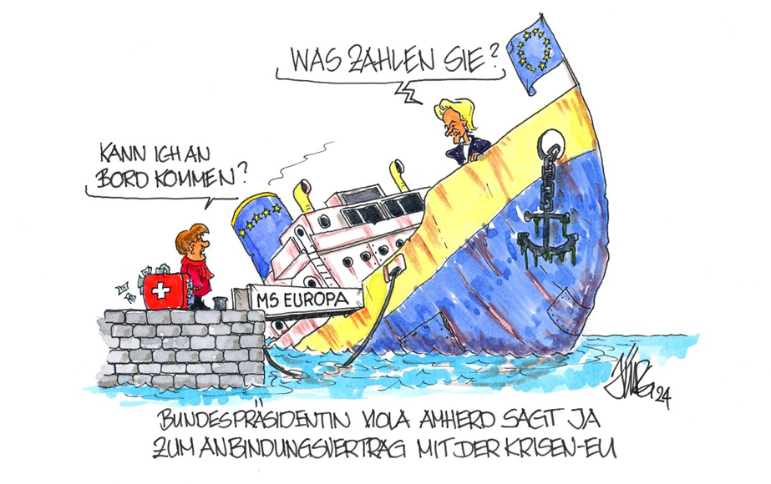 WAS ZAHLEN SIE?
KANN ICH AN
BORD KOMMEN?
MS EUROPA
24
BUNDESPRÄSIDENTIN VIOLA AMHERD SAGT JA
ZUM ANBINDUNGSVERTRAG MIT DER KRISEN-EU